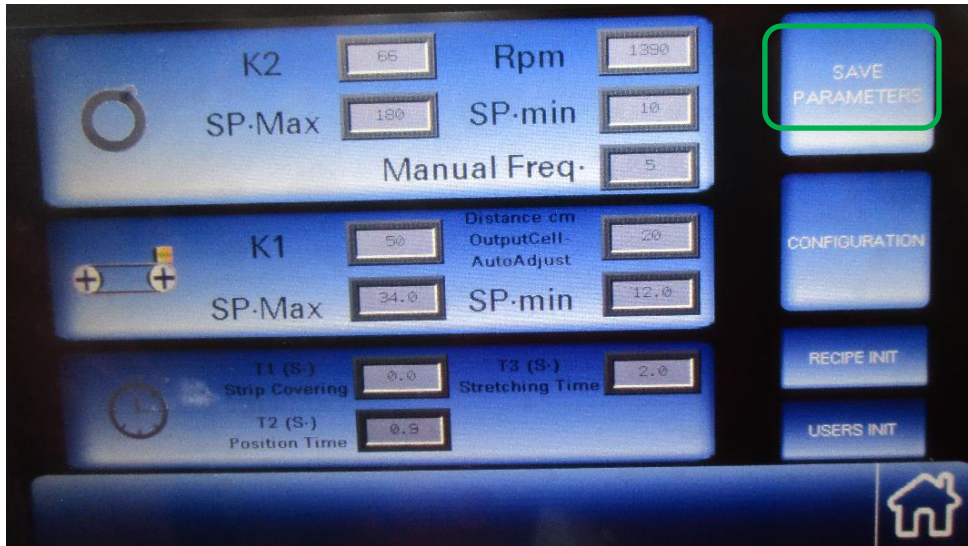 K2 66 Rpm 1390
SP·Max 180 SP·min 10
Manual Freq· 5
K1 50 Distance cm
OutputCell-
AutoAdjust 20
SP·Max 34.0 SP·min 12.0
T1 (S·)
Strip Covering 0.0 T3 (S·)
Stretching Time 2.0
T2 (S·)
Position Time 0.9
SAVE
PARAMETERS
CONFIGURATION
RECIPE INIT
USERS INIT